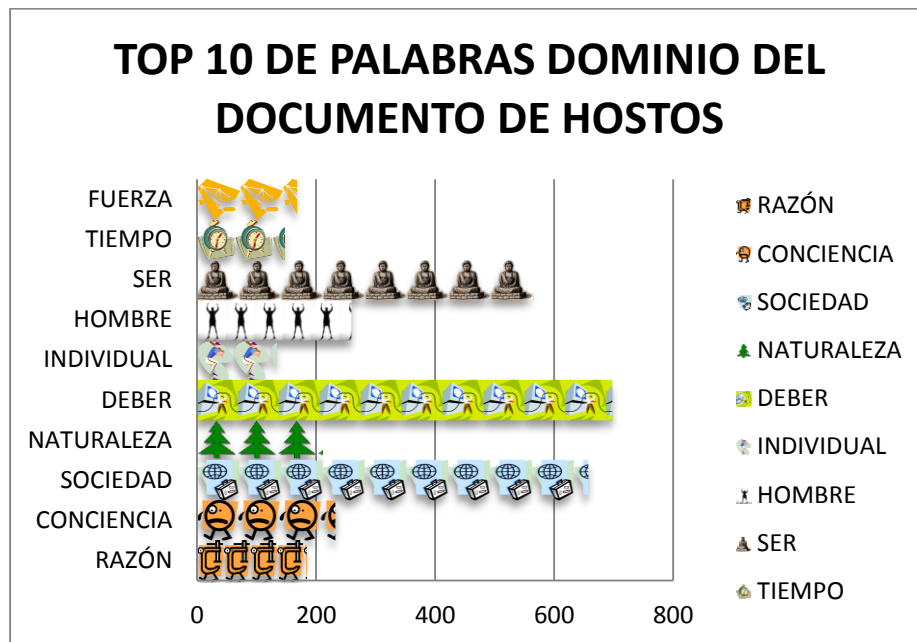 TOP 10 DE PALABRAS DOMINIO DEL
DOCUMENTO DE HOSTOS
FUERZA
TIEMPO
SER
HOMBRE
INDIVIDUAL
DEBER
NATURALEZA
SOCIEDAD
CONCIENCIA
RAZÓN
0 200 400 600 800
RAZÓN
CONCIENCIA
SOCIEDAD
NATURALEZA
DEBER
INDIVIDUAL
HOMBRE
SER
TIEMPO